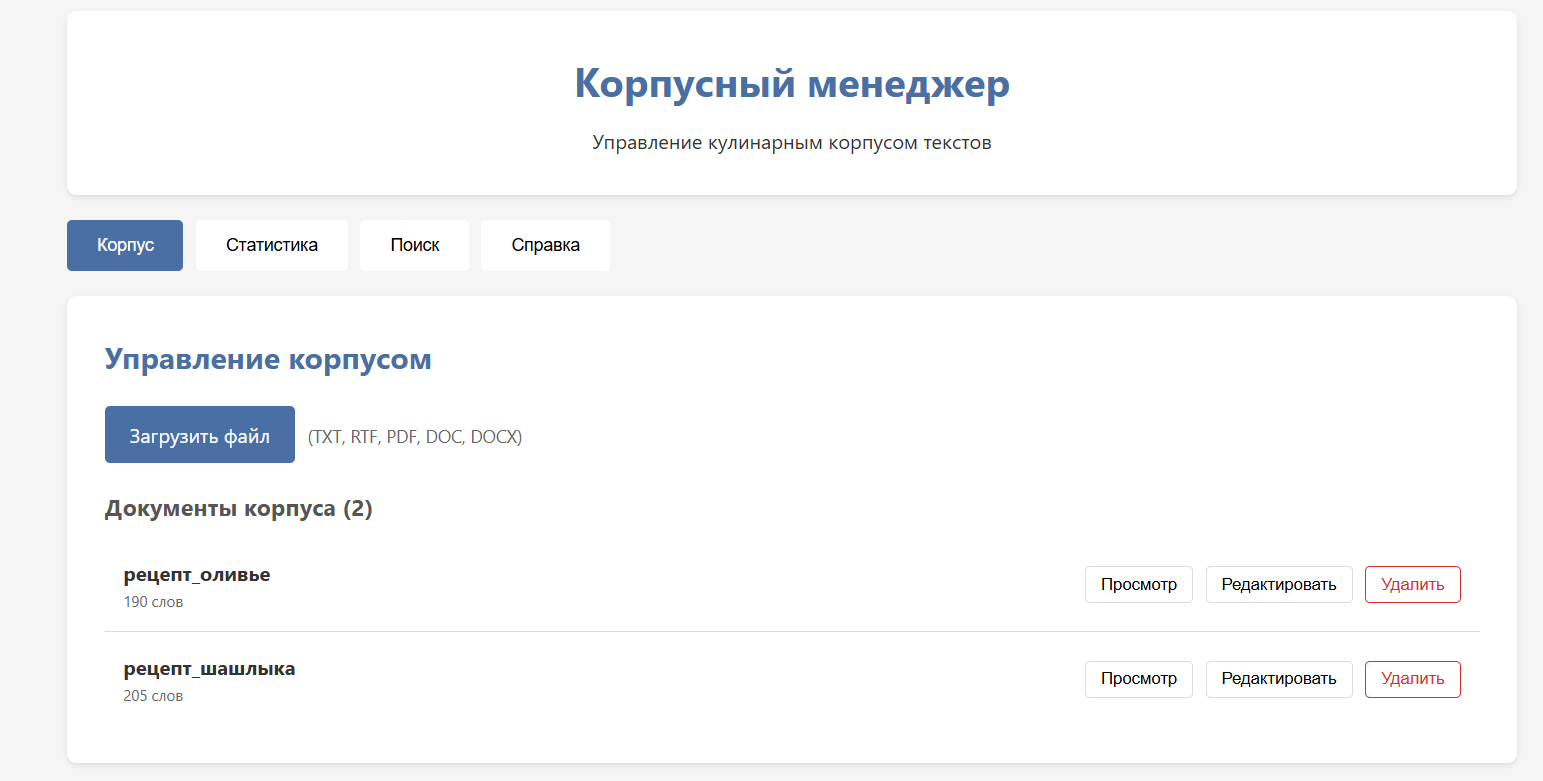 Корпусный менеджер
Управление кулинарным корпусом текстов
Корпус Статистика Поиск Справка
Управление корпусом
Загрузить файл (TXT, RTF, PDF, DOC, DOCX)
Документы корпуса (2)
рецепт_оливье
190 слов
Просмотр Редактировать Удалить
рецепт_шашлыка
205 слов
Просмотр Редактировать Удалить